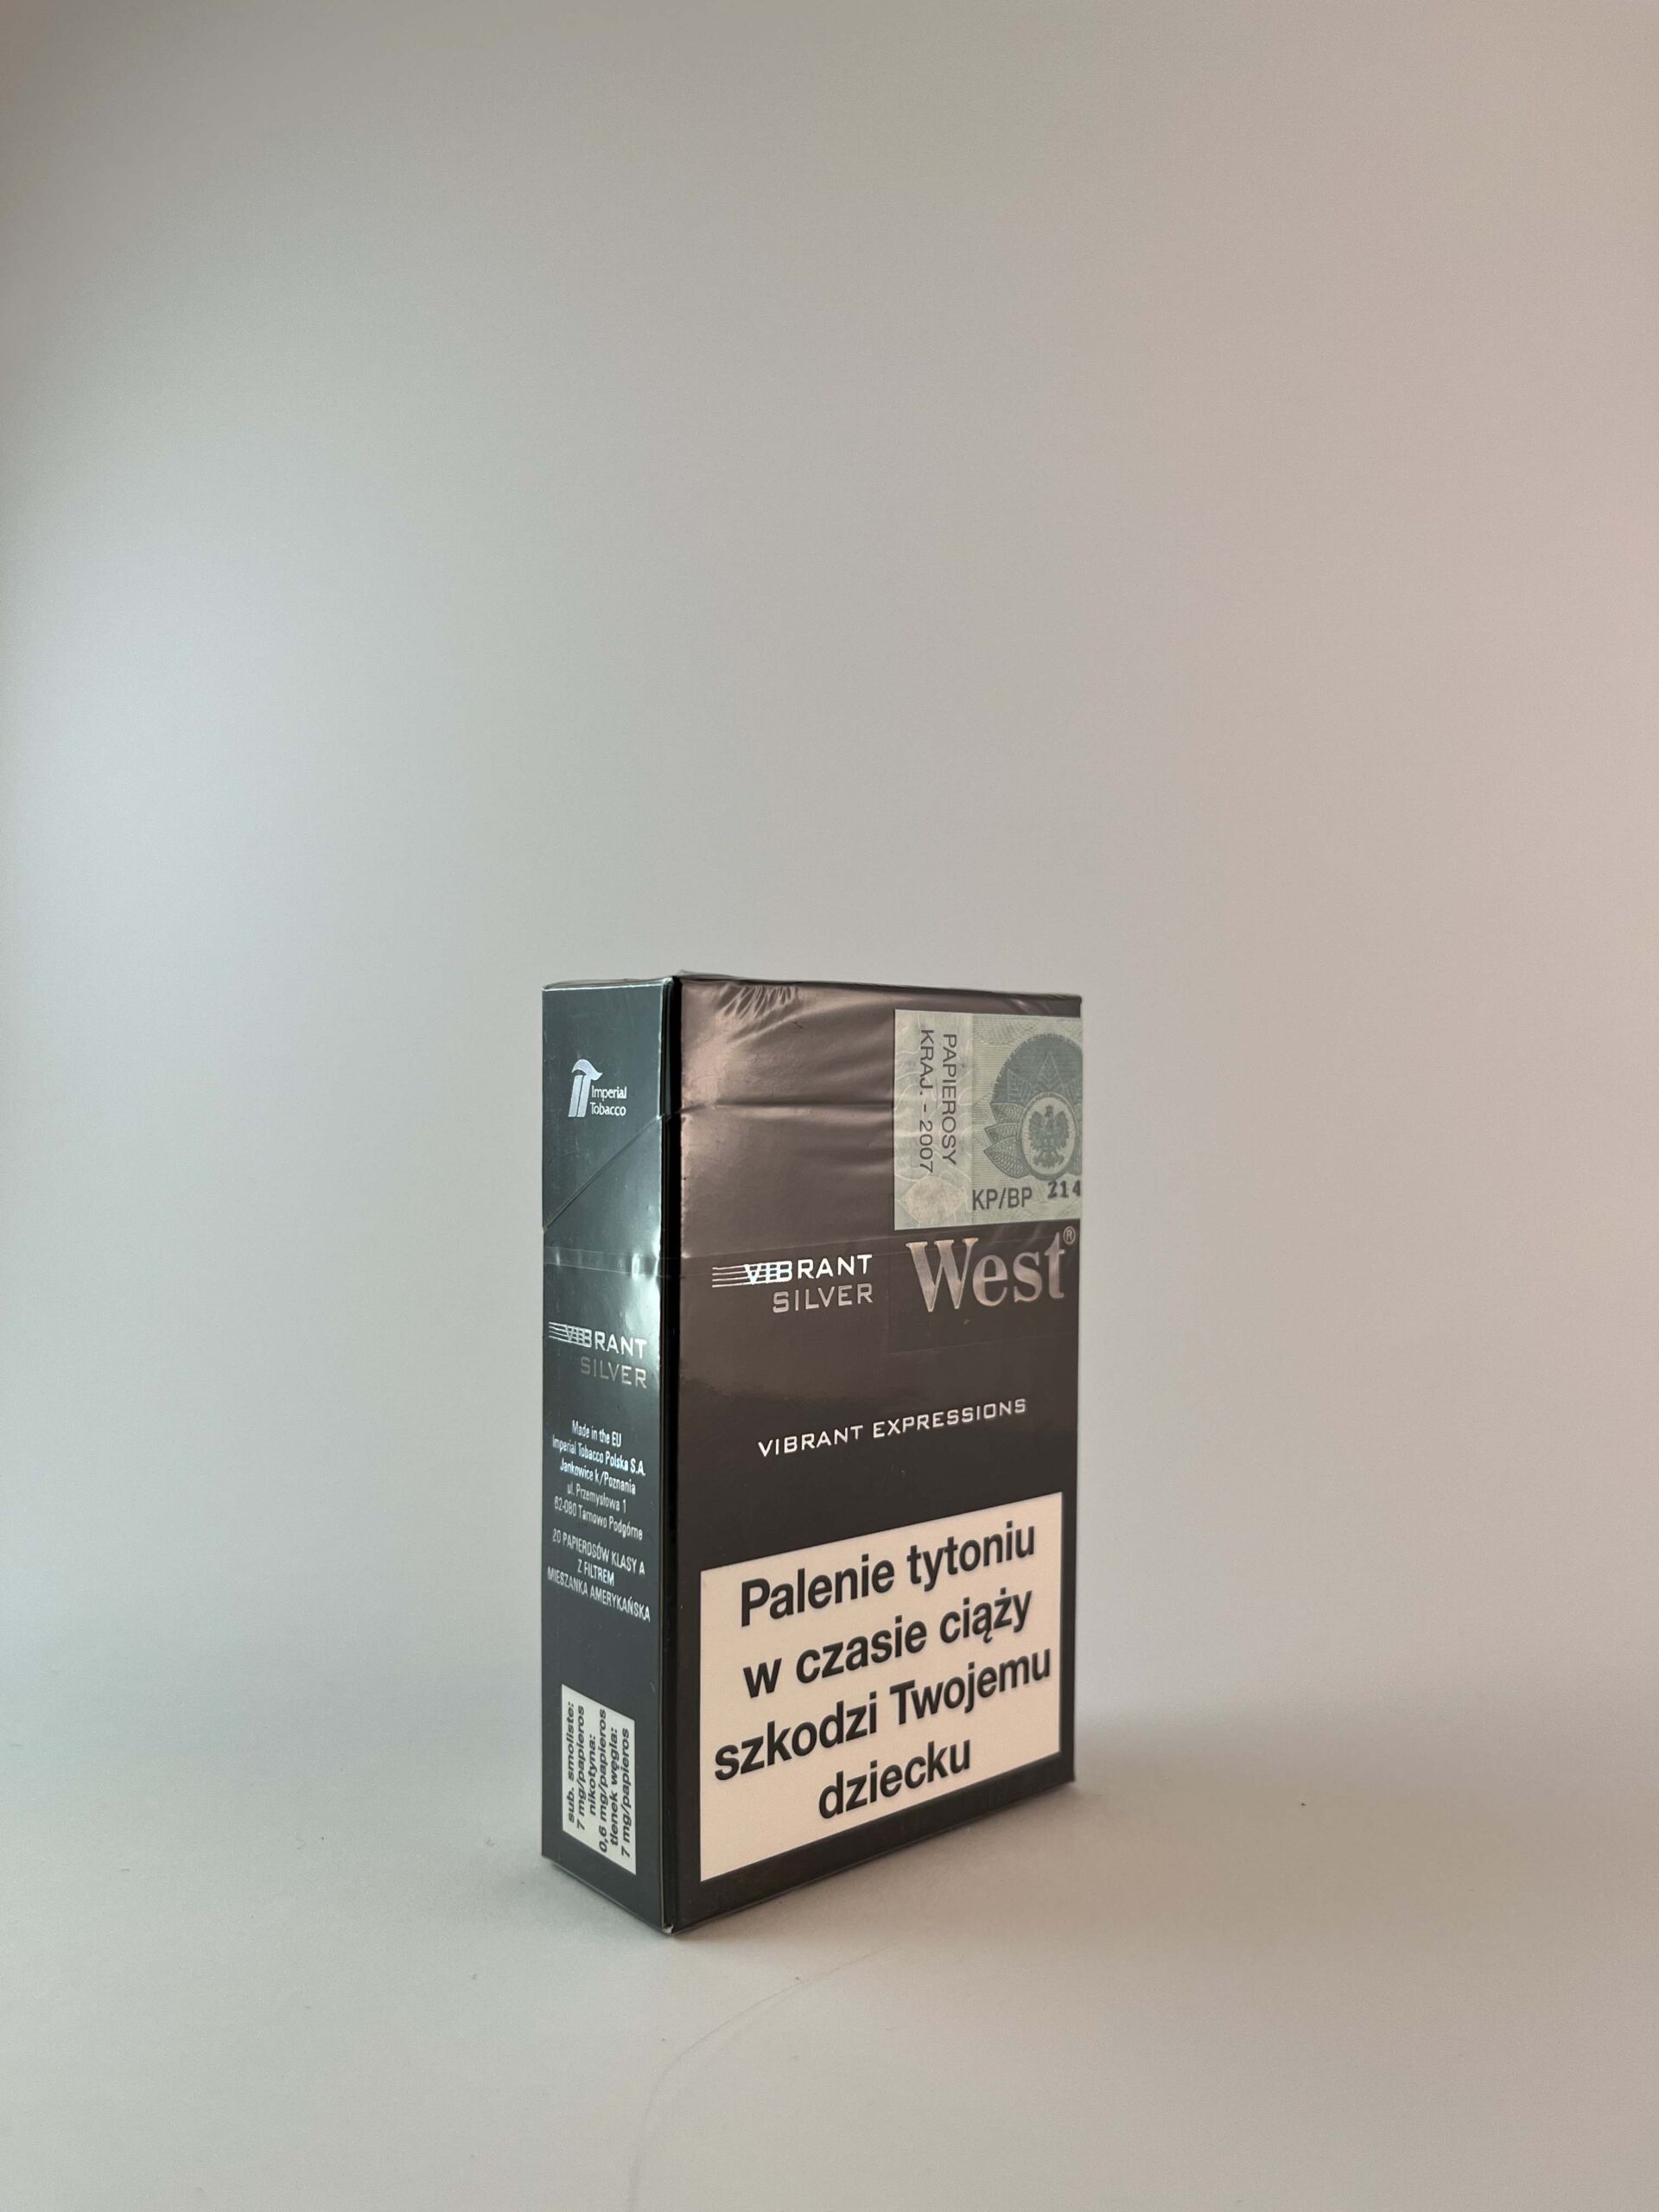 Imperial
Tobacco
VIBRANT
SILVER
Made in the EU
Imperial Tobacco Polska S.A.
Jankowice k/Poznania
ul. Przemysłowa 1
62-080 Tarnowo Podgórne
20 PAPIEROSÓW KLASY A
Z FILTREM
MIESZANKA AMERYKAŃSKA
sub. smoliste:
7 mg/papieros
nikotyna:
0,6 mg/papieros
tlenek węgla:
7 mg/papieros
PAPIEROSY
KRAJ. - 2007
KP/BP 214
VIBRANT
SILVER
West®
VIBRANT EXPRESSIONS
Palenie tytoniu
w czasie ciąży
szkodzi Twojemu
dziecku